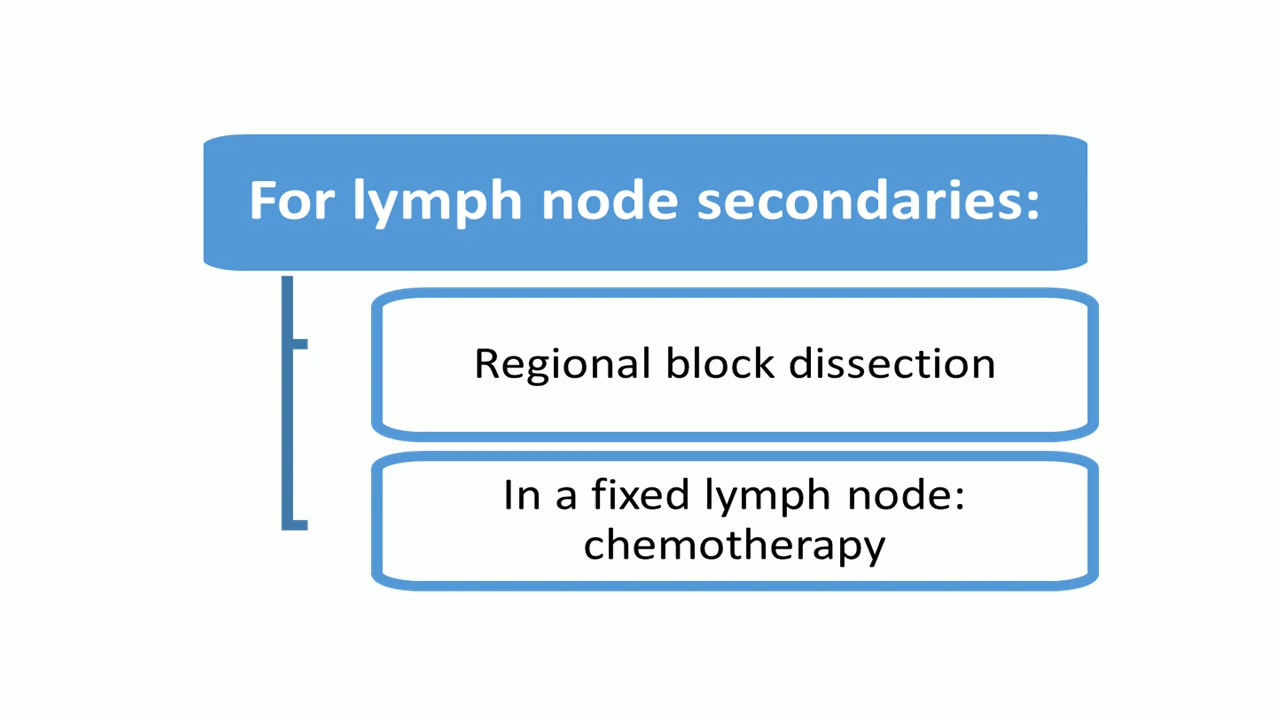 For lymph node secondaries:
Regional block dissection
In a fixed lymph node:
chemotherapy